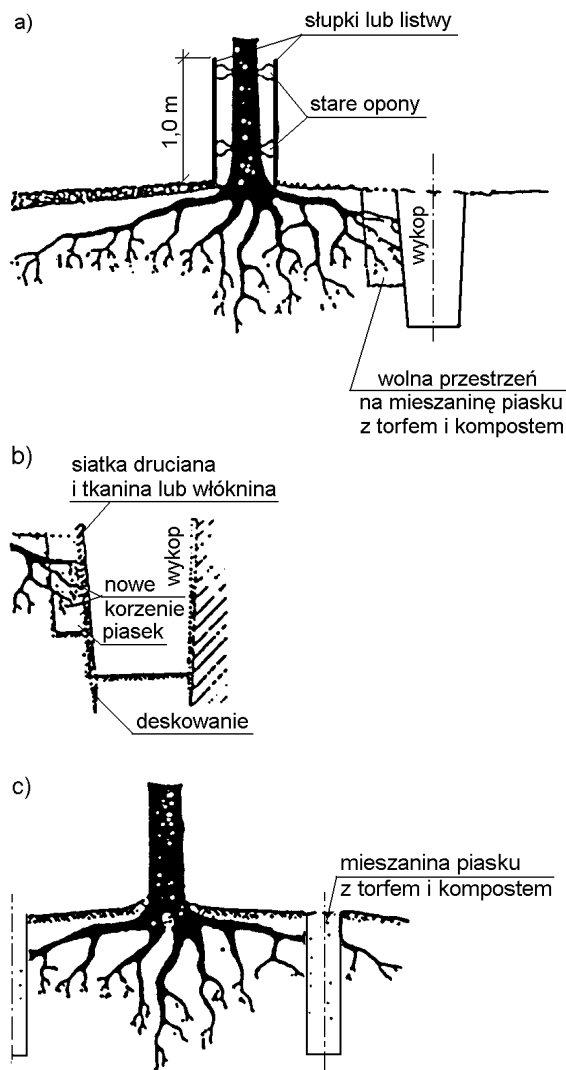 a)
słupki lub listwy
stare opony
1,0 m
wykop
wolna przestrzeń
na mieszaninę piasku
z torfem i kompostem
b)
siatka druciana
i tkanina lub włóknina
wykop
nowe
korzenie
piasek
deskowanie
c)
mieszanina piasku
z torfem i kompostem